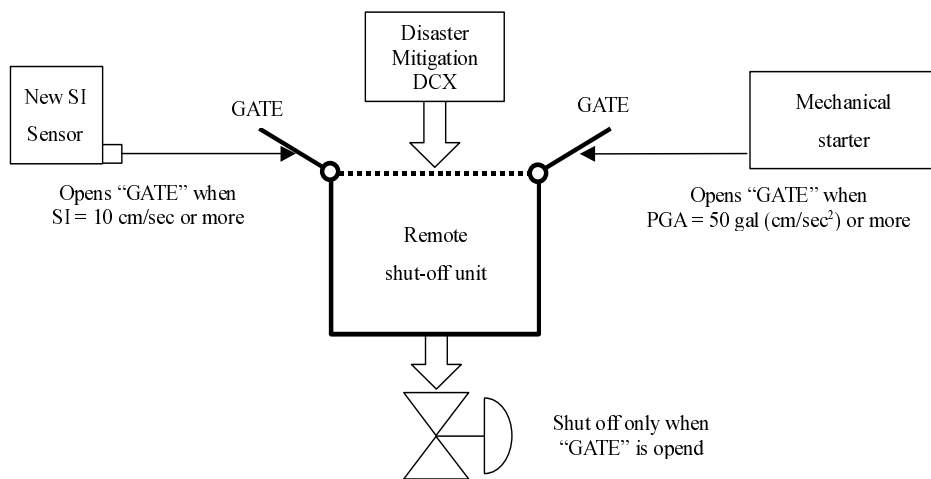 Disaster
Mitigation
DCX
New SI
Sensor
GATE
GATE
Mechanical
starter
Opens “GATE” when
SI = 10 cm/sec or more
Opens “GATE” when
PGA = 50 gal (cm/sec²) or more
Remote
shut-off unit
Shut off only when
“GATE” is opend